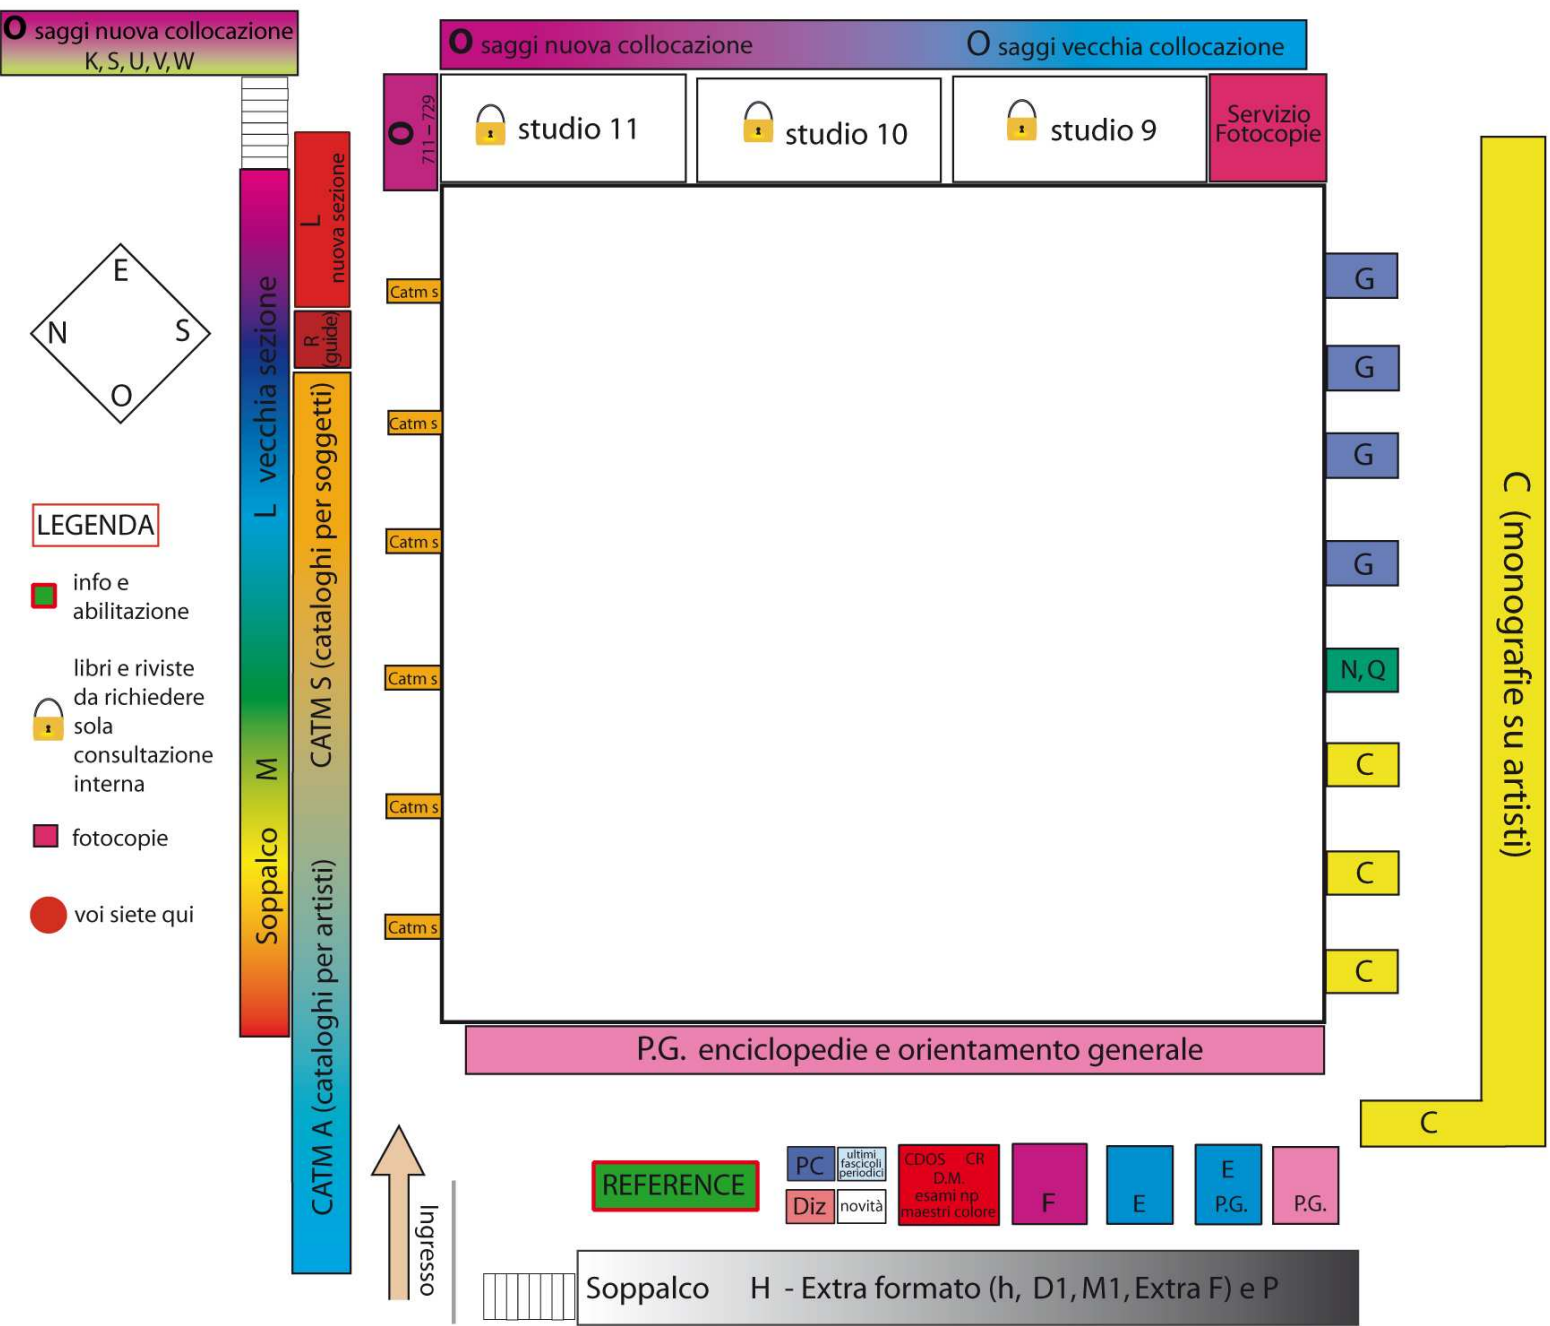 O saggi nuova collocazione
K, S, U, V, W
O saggi nuova collocazione
O saggi vecchia collocazione
O
711 – 729
studio 11
studio 10
studio 9
Servizio
Fotocopie
L
nuova sezione
R
(guide)
E
N
S
O
L vecchia sezione
M
Soppalco
CATM S (cataloghi per soggetti)
CATM A (cataloghi per artisti)
Catm s
Catm s
Catm s
Catm s
Catm s
Catm s
G
G
G
G
N, Q
C
C
C
C (monografie su artisti)
C
LEGENDA
info e
abilitazione
libri e riviste
da richiedere
sola
consultazione
interna
fotocopie
voi siete qui
P.G. enciclopedie e orientamento generale
Ingresso
REFERENCE
PC
ultimi
fascicoli
periodici
Diz
novità
CDOS CR
D.M.
esami np
maestri colore
F
E
E
P.G.
P.G.
Soppalco H - Extra formato (h, D1, M1, Extra F) e P